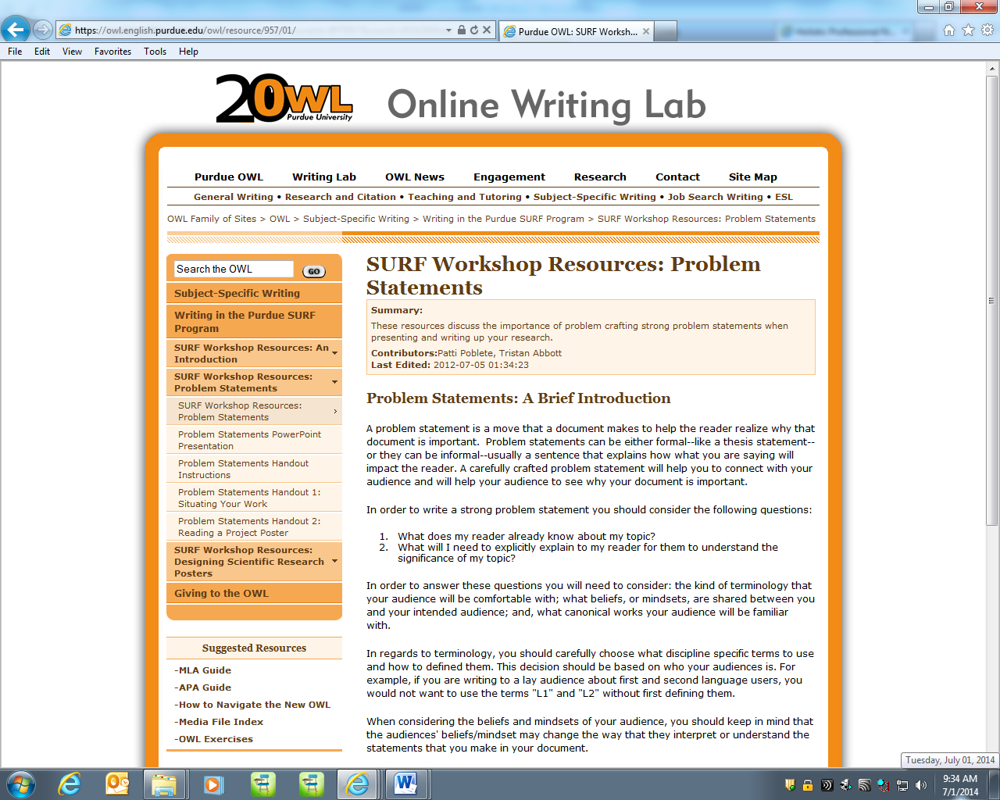 https://owl.english.purdue.edu/owl/resource/957/01/
Purdue OWL: SURF Worksh...
File Edit View Favorites Tools Help
20 OWL
Purdue University
Online Writing Lab
Purdue OWL Writing Lab OWL News Engagement Research Contact Site Map
General Writing • Research and Citation • Teaching and Tutoring • Subject-Specific Writing • Job Search Writing • ESL
OWL Family of Sites > OWL > Subject-Specific Writing > Writing in the Purdue SURF Program > SURF Workshop Resources: Problem Statements
Search the OWL GO
Subject-Specific Writing
Writing in the Purdue SURF
Program
SURF Workshop Resources: An
Introduction
SURF Workshop Resources:
Problem Statements
SURF Workshop Resources:
Problem Statements
Problem Statements PowerPoint
Presentation
Problem Statements Handout
Instructions
Problem Statements Handout 1:
Situating Your Work
Problem Statements Handout 2:
Reading a Project Poster
SURF Workshop Resources:
Designing Scientific Research
Posters
Giving to the OWL
Suggested Resources
-MLA Guide
-APA Guide
-How to Navigate the New OWL
-Media File Index
-OWL Exercises
SURF Workshop Resources: Problem
Statements
Summary:
These resources discuss the importance of problem crafting strong problem statements when
presenting and writing up your research.
Contributors:Patti Poblete, Tristan Abbott
Last Edited: 2012-07-05 01:34:23
Problem Statements: A Brief Introduction
A problem statement is a move that a document makes to help the reader realize why that
document is important.  Problem statements can be either formal--like a thesis statement--
or they can be informal--usually a sentence that explains how what you are saying will
impact the reader. A carefully crafted problem statement will help you to connect with your
audience and will help your audience to see why your document is important.
In order to write a strong problem statement you should consider the following questions:
1. What does my reader already know about my topic?
2. What will I need to explicitly explain to my reader for them to understand the
significance of my topic?
In order to answer these questions you will need to consider: the kind of terminology that
your audience will be comfortable with; what beliefs, or mindsets, are shared between you
and your intended audience; and, what canonical works your audience will be familiar
with.
In regards to terminology, you should carefully choose what discipline specific terms to use
and how to defined them. This decision should be based on who your audiences is. For
example, if you are writing to a lay audience about first and second language users, you
would not want to use the terms "L1" and "L2" without first defining them.
When considering the beliefs and mindsets of your audience, you should keep in mind that
the audiences' beliefs/mindset may change the way that they interpret or understand the
statements that you make in your document.
Tuesday, July 01, 2014
9:34 AM
7/1/2014